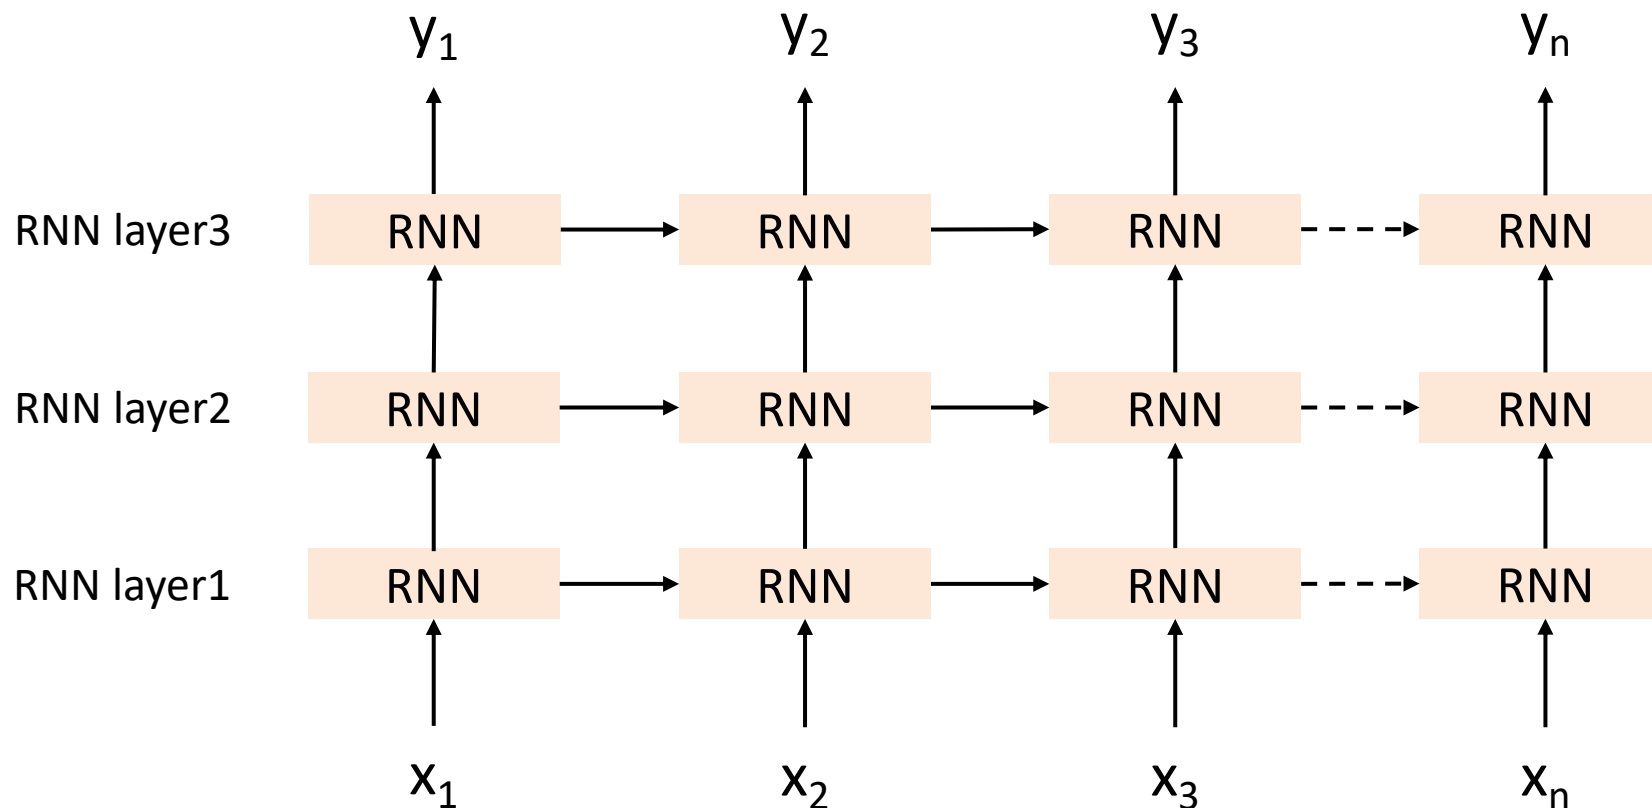 y₁ y₂ y₃ yₙ
RNN layer3 RNN RNN RNN RNN
RNN layer2 RNN RNN RNN RNN
RNN layer1 RNN RNN RNN RNN
x₁ x₂ x₃ xₙ